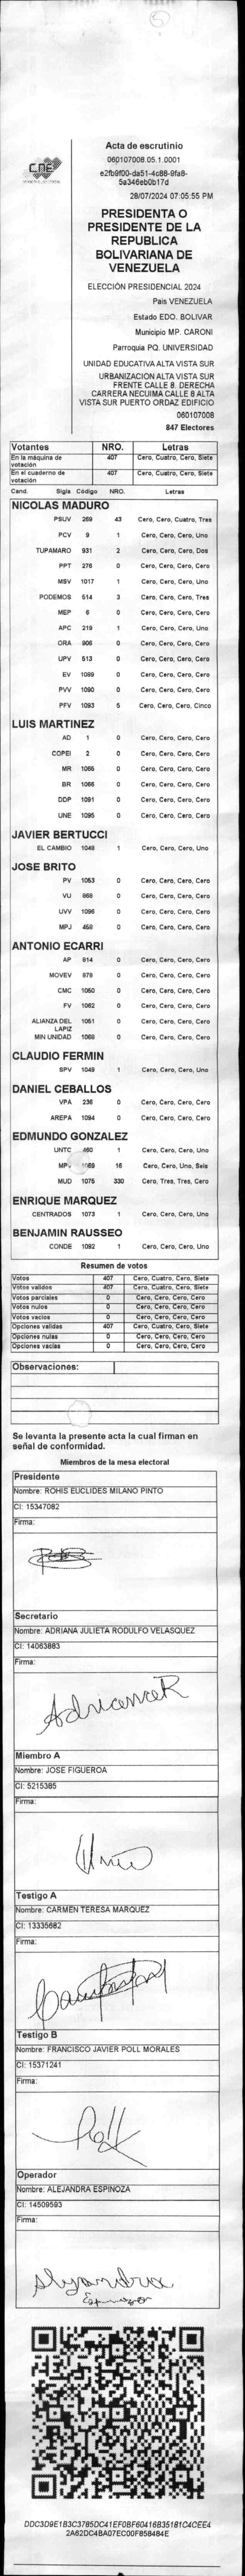 CNE
Acta de escrutinio
060107008.05.1.0001
e2fb9f00-da51-4c88-9fa8-
5a346eb0b17d
28/07/2024 07:05:55 PM
PRESIDENTA O
PRESIDENTE DE LA
REPUBLICA
BOLIVARIANA DE
VENEZUELA
ELECCIÓN PRESIDENCIAL 2024
Pais VENEZUELA
Estado EDO. BOLIVAR
Municipio MP. CARONI
Parroquia PQ. UNIVERSIDAD
UNIDAD EDUCATIVA ALTA VISTA SUR
URBANIZACION ALTA VISTA SUR
FRENTE CALLE B. DERECHA
CARRERA NECUIMA CALLE B ALTA
VISTA SUR PUERTO ORDAZ EDIFICIO
060107008
847 Electores
Votantes NRO. Letras
En la máquina de votación 407 Cero, Cuatro, Cero, Siete
En el cuaderno de votación 407 Cero, Cuatro, Cero, Siete
Cand. Sigla Código NRO. Letras
NICOLAS MADURO
PSUV 269 43 Cero, Cero, Cuatro, Tres
PCV 9 1 Cero, Cero, Cero, Uno
TUPAMARO 931 2 Cero, Cero, Cero, Dos
PPT 276 0 Cero, Cero, Cero, Cero
MSV 1017 1 Cero, Cero, Cero, Uno
PODEMOS 514 3 Cero, Cero, Cero, Tres
MEP 6 0 Cero, Cero, Cero, Cero
APC 219 1 Cero, Cero, Cero, Uno
ORA 906 0 Cero, Cero, Cero, Cero
UPV 513 0 Cero, Cero, Cero, Cero
EV 1089 0 Cero, Cero, Cero, Cero
PVV 1090 0 Cero, Cero, Cero, Cero
PFV 1093 5 Cero, Cero, Cero, Cinco
LUIS MARTINEZ
AD 1 0 Cero, Cero, Cero, Cero
COPEI 2 0 Cero, Cero, Cero, Cero
MR 0 Cero, Cero, Cero, Cero
BR 0 Cero, Cero, Cero, Cero
DDP 1091 0 Cero, Cero, Cero, Cero
UNE 1095 0 Cero, Cero, Cero, Cero
JAVIER BERTUCCI
EL CAMBIO 1048 1 Cero, Cero, Cero, Uno
JOSE BRITO
PV 1053 0 Cero, Cero, Cero, Cero
VU 868 0 Cero, Cero, Cero, Cero
UVV 1096 0 Cero, Cero, Cero, Cero
MPJ 458 0 Cero, Cero, Cero, Cero
ANTONIO ECARRI
AP 814 0 Cero, Cero, Cero, Cero
MOVEV 878 0 Cero, Cero, Cero, Cero
CMC 1050 0 Cero, Cero, Cero, Cero
FV 1062 0 Cero, Cero, Cero, Cero
ALIANZA DEL LAPIZ 1051 0 Cero, Cero, Cero, Cero
MIN UNIDAD 1068 0 Cero, Cero, Cero, Cero
CLAUDIO FERMIN
SPV 1049 1 Cero, Cero, Cero, Uno
DANIEL CEBALLOS
VPA 236 0 Cero, Cero, Cero, Cero
AREPA 1094 0 Cero, Cero, Cero, Cero
EDMUNDO GONZALEZ
UNTC 460 1 Cero, Cero, Cero, Uno
16 Cero, Cero, Uno, Seis
MUD 1075 330 Cero, Tres, Tres, Cero
ENRIQUE MARQUEZ
CENTRADOS 1073 1 Cero, Cero, Cero, Uno
BENJAMIN RAUSSEO
CONDE 1092 1 Cero, Cero, Cero, Uno
Resumen de votos
Votos 407 Cero, Cuatro, Cero, Siete
Votos validos 407 Cero, Cuatro, Cero, Siete
Votos parciales 0 Cero, Cero, Cero, Cero
Votos nulos 0 Cero, Cero, Cero, Cero
Votos vacios 0 Cero, Cero, Cero, Cero
Opciones validas 407 Cero, Cuatro, Cero, Siete
Opciones nulas 0 Cero, Cero, Cero, Cero
Opciones vacias 0 Cero, Cero, Cero, Cero
Observaciones:
Se levanta la presente acta la cual firman en
señal de conformidad.
Miembros de la mesa electoral
Presidente
Nombre: ROHIS EUCLIDES MILANO PINTO
CI: 15347082
Firma:
Secretario
Nombre: ADRIANA JULIETA RODULFO VELASQUEZ
CI: 14063883
Firma:
AdrianaR
Miembro A
Nombre: JOSE FIGUEROA
CI: 5215385
Firma:
Testigo A
Nombre: CARMEN TERESA MARQUEZ
CI: 13335682
Firma:
Testigo B
Nombre: FRANCISCO JAVIER POLL MORALES
CI: 15371241
Firma:
Poll
Operador
Nombre: ALEJANDRA ESPINOZA
CI: 14509593
Firma:
Alejandra
Espinoza
DDC3D9E1B3C3785DC41EF0BF60416B35181C4CEE4
2A62DC4BA07EC00F858484E